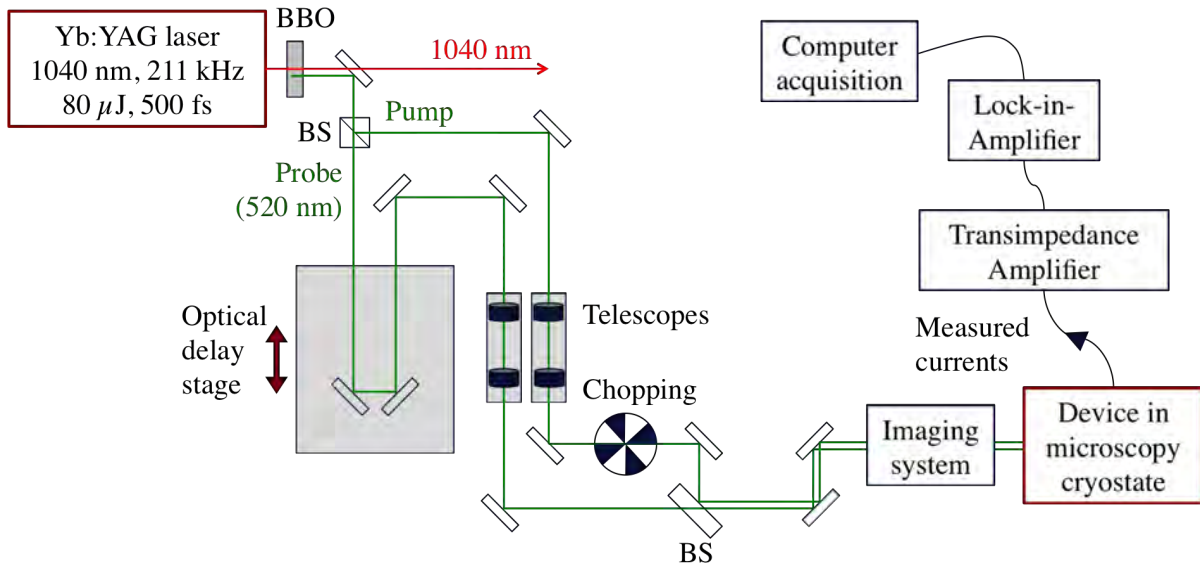 Yb:YAG laser
1040 nm, 211 kHz
80 μJ, 500 fs
BBO
1040 nm
BS
Pump
Probe
(520 nm)
Optical
delay
stage
Telescopes
Chopping
BS
Imaging
system
Device in
microscopy
cryostate
Measured
currents
Transimpedance
Amplifier
Lock-in-
Amplifier
Computer
acquisition